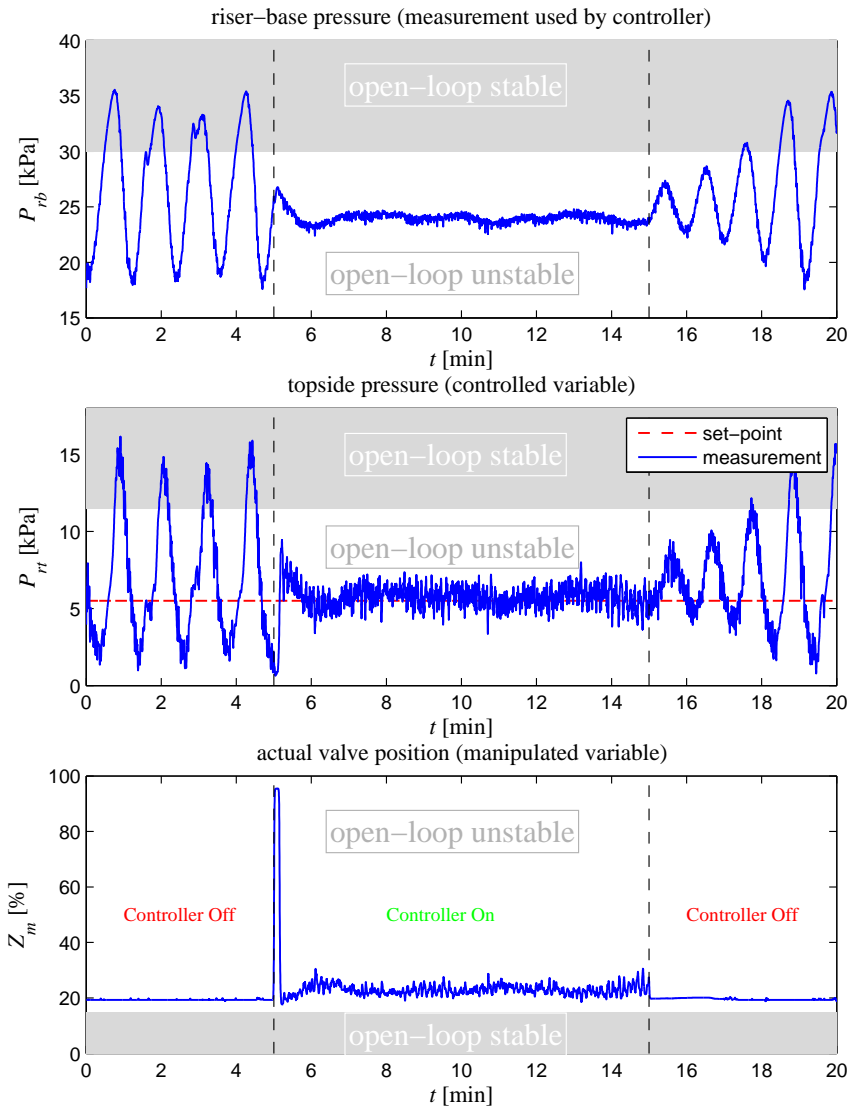 riser−base pressure (measurement used by controller)
40
35
30
25
20
15
P_rb [kPa]
open−loop stable
open−loop unstable
0 2 4 6 8 10 12 14 16 18 20
t [min]
topside pressure (controlled variable)
15
10
5
0
P_rt [kPa]
open−loop stable
set−point
measurement
open−loop unstable
0 2 4 6 8 10 12 14 16 18 20
t [min]
actual valve position (manipulated variable)
100
80
60
40
20
0
Z_m [%]
open−loop unstable
Controller Off Controller On Controller Off
open−loop stable
0 2 4 6 8 10 12 14 16 18 20
t [min]